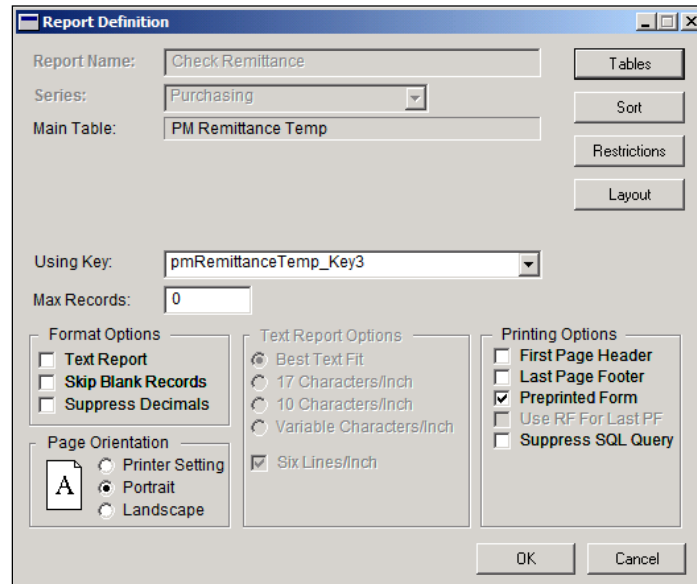 Report Definition
Report Name: Check Remittance
Tables
Series: Purchasing
Sort
Main Table: PM Remittance Temp
Restrictions
Layout
Using Key: pmRemittanceTemp_Key3
Max Records: 0
Format Options
Text Report
Skip Blank Records
Suppress Decimals
Text Report Options
Best Text Fit
17 Characters/Inch
10 Characters/Inch
Variable Characters/Inch
Six Lines/Inch
Printing Options
First Page Header
Last Page Footer
Preprinted Form
Use RF For Last PF
Suppress SQL Query
Page Orientation
A
Printer Setting
Portrait
Landscape
OK
Cancel